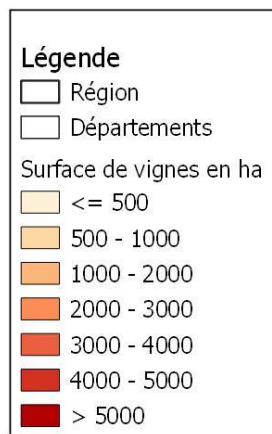 Légende
Région
Départements
Surface de vignes en ha
<= 500
500 - 1000
1000 - 2000
2000 - 3000
3000 - 4000
4000 - 5000
> 5000